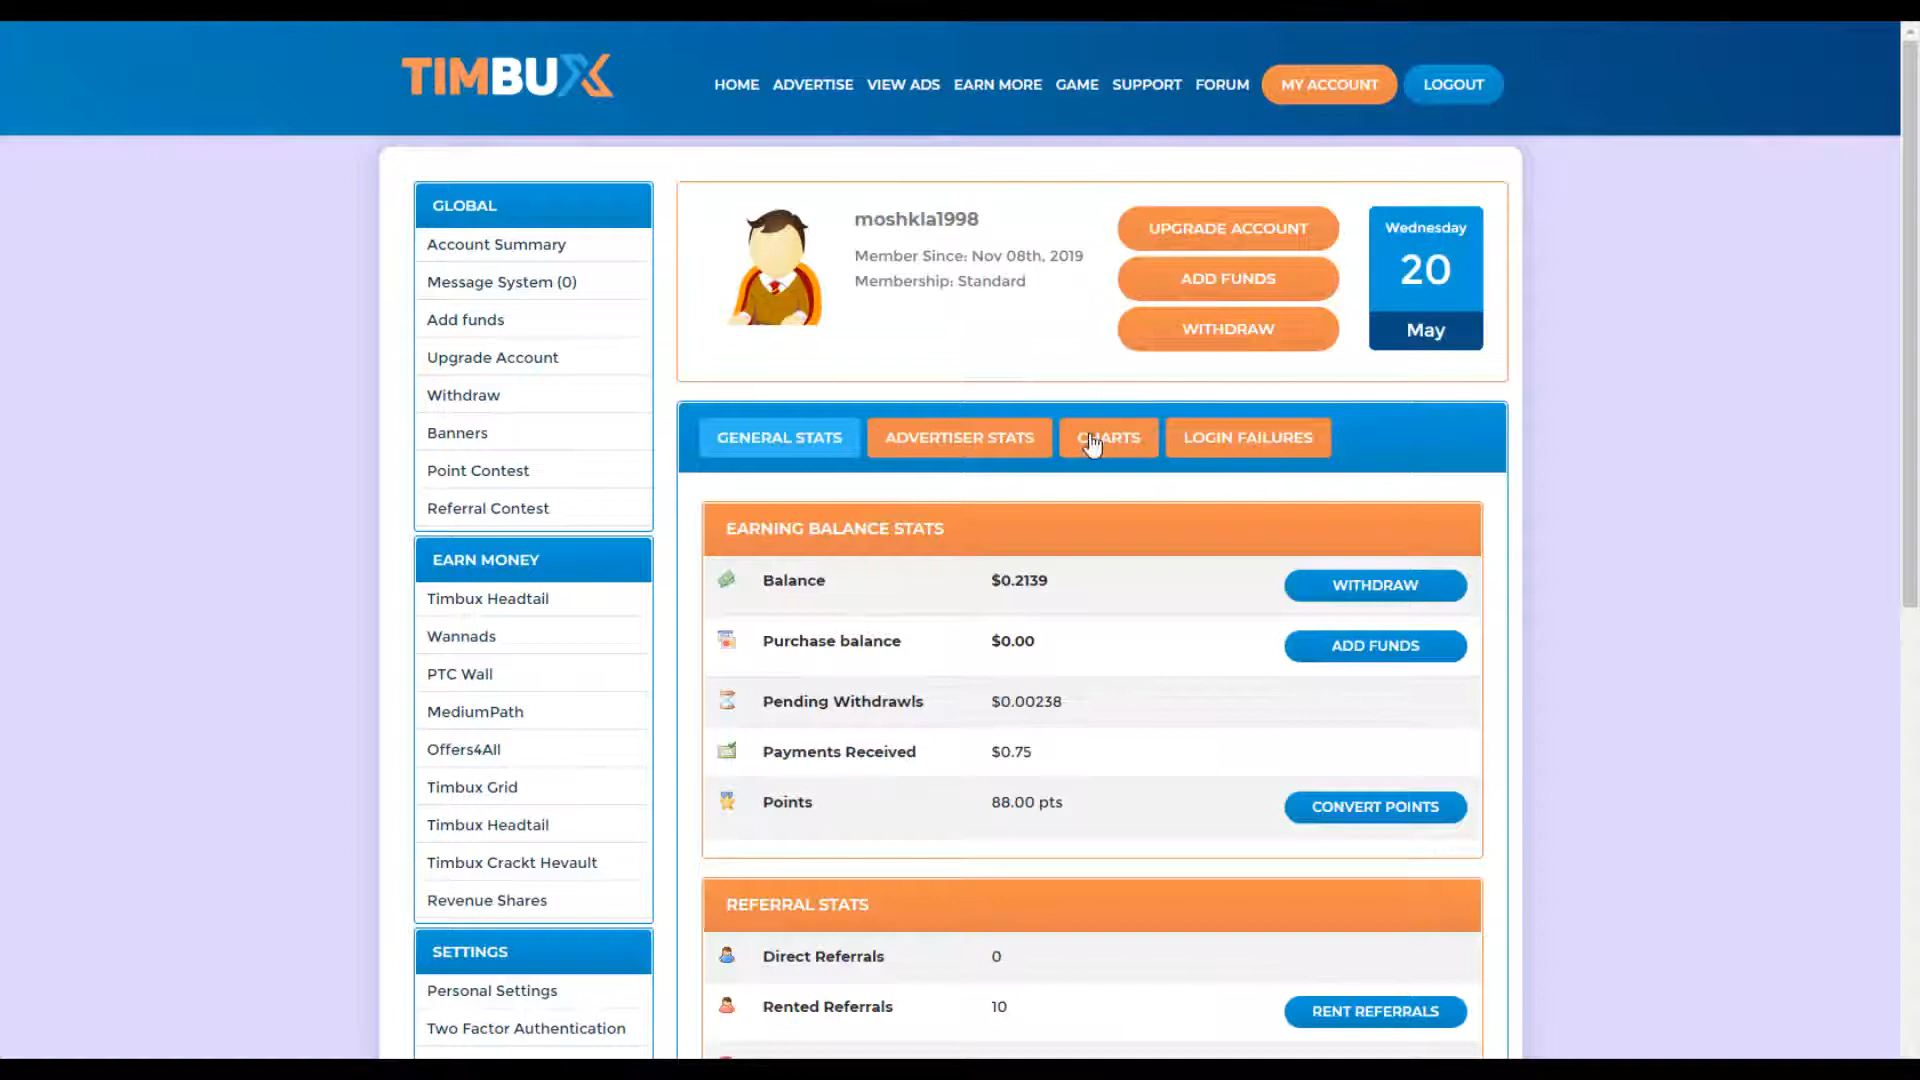 TIMBUX
HOME ADVERTISE VIEW ADS EARN MORE GAME SUPPORT FORUM MY ACCOUNT LOGOUT
GLOBAL
Account Summary
Message System (0)
Add funds
Upgrade Account
Withdraw
Banners
Point Contest
Referral Contest
EARN MONEY
Timbux Headtail
Wannads
PTC Wall
MediumPath
Offers4All
Timbux Grid
Timbux Headtail
Timbux Crackt Hevault
Revenue Shares
SETTINGS
Personal Settings
Two Factor Authentication
moshkla1998
Member Since: Nov 08th, 2019
Membership: Standard
UPGRADE ACCOUNT
ADD FUNDS
WITHDRAW
Wednesday
20
May
GENERAL STATS ADVERTISER STATS CHARTS LOGIN FAILURES
EARNING BALANCE STATS
Balance $0.2139 WITHDRAW
Purchase balance $0.00 ADD FUNDS
Pending Withdrawls $0.00238
Payments Received $0.75
Points 88.00 pts CONVERT POINTS
REFERRAL STATS
Direct Referrals 0
Rented Referrals 10 RENT REFERRALS